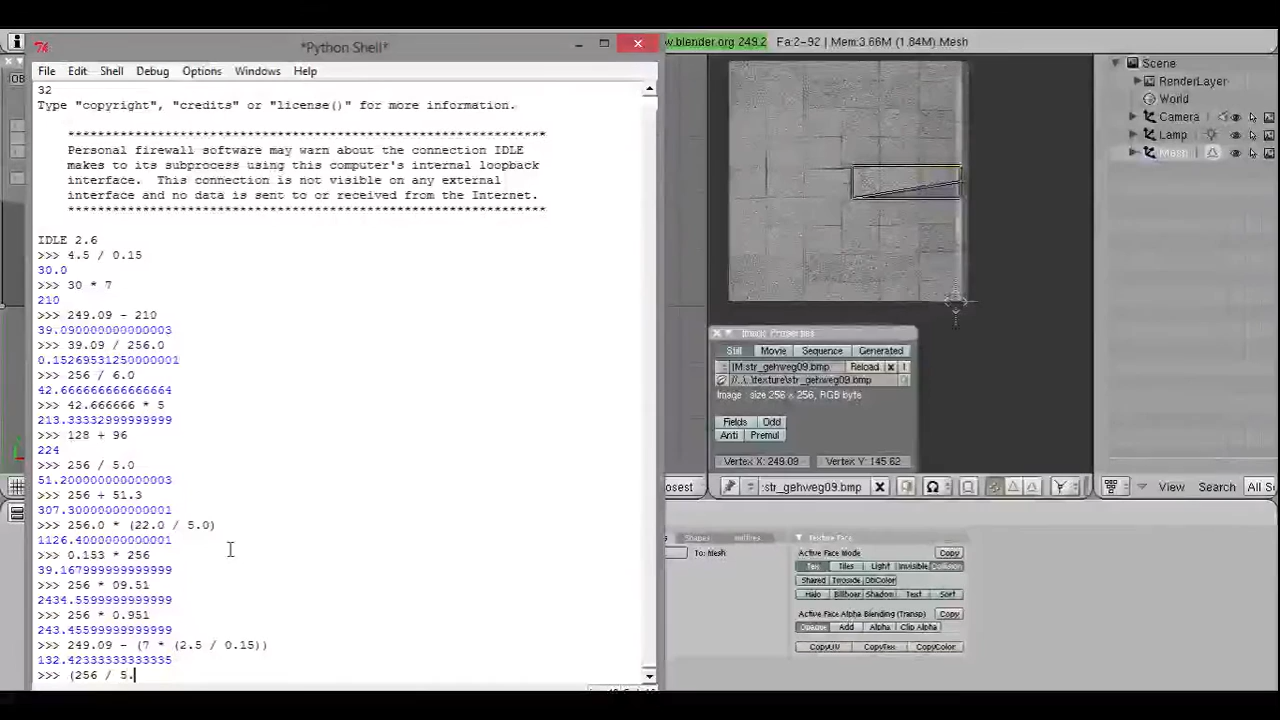 *Python Shell*
File Edit Shell Debug Options Windows Help
32
Type "copyright", "credits" or "license()" for more information.
****************************************************************
Personal firewall software may warn about the connection IDLE
makes to its subprocess using this computer's internal loopback
interface. This connection is not visible on any external
interface and no data is sent to or received from the Internet.
****************************************************************
IDLE 2.6
>>> 4.5 / 0.15
30.0
>>> 30 * 7
210
>>> 249.09 - 210
39.090000000000003
>>> 39.09 / 256.0
0.15269531250000001
>>> 256 / 6.0
42.666666666666664
>>> 42.666666 * 5
213.33332999999999
>>> 128 + 96
224
>>> 256 / 5.0
51.200000000000003
>>> 256 + 51.3
307.30000000000001
>>> 256.0 * (22.0 / 5.0)
1126.4000000000001
>>> 0.153 * 256
39.167999999999999
>>> 256 * 09.51
2434.5599999999999
>>> 256 * 0.951
243.45599999999999
>>> 249.09 - (7 * (2.5 / 0.15))
132.42333333333335
>>> (256 / 5.
w.blender.org 249.2
Fa:2-92 | Mem:3.66M (1.84M) Mesh
Scene
RenderLayer
World
Camera
Lamp
Mesh
Image Properties
Still Movie Sequence Generated
IM:str_gehweg09.bmp Reload
\texture\str_gehweg09.bmp
Image: size 256 x 256, RGB byte
Fields Odd
Anti Premul
Vertex X: 249.09 Vertex Y: 145.62
osest :str_gehweg09.bmp
View Search All S
Shapes
To: Mesh
Texture Face
Active Face Mode Copy
Tex Tiles Light Invisible Collision
Shared Twoside ObColor
Halo Billboar Shadow Text Sort
Active Face Alpha Blending (Transp) Copy
Opaque Add Alpha Clip Alpha
CopyUV CopyTex CopyColor